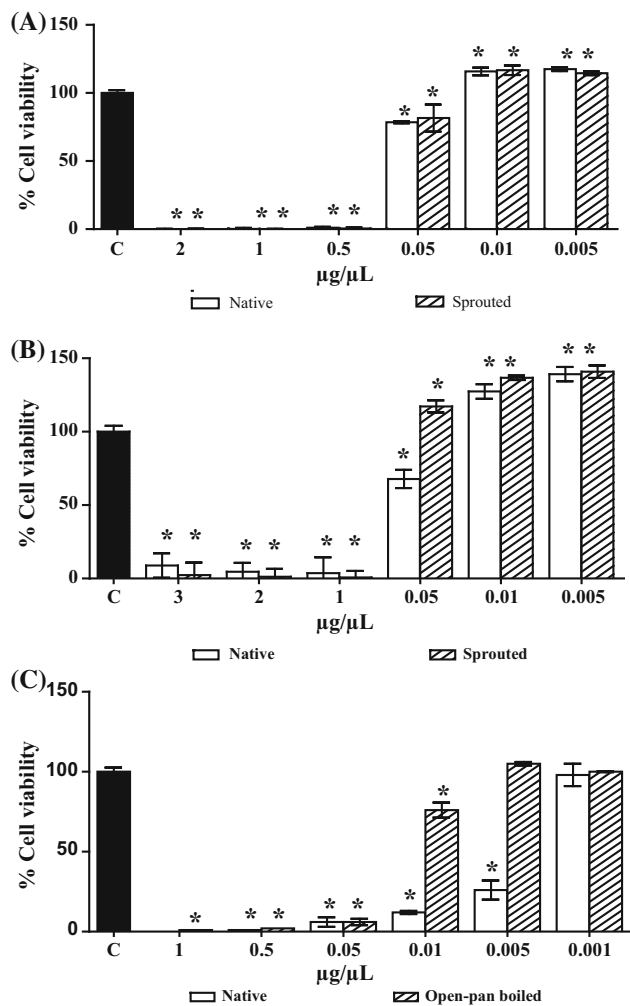 (A)
150
* * * *
100
* *
50
% Cell viability
* * * * * *
0
C 2 1 0.5 0.05 0.01 0.005
µg/µL
Native Sprouted
(B)
150
* * * *
*
100
*
50
% Cell viability
* * * * * *
0
C 3 2 1 0.05 0.01 0.005
µg/µL
Native Sprouted
(C)
150
100
*
50
% Cell viability
*
* * * * * *
0
C 1 0.5 0.05 0.01 0.005 0.001
µg/µL
Native Open-pan boiled